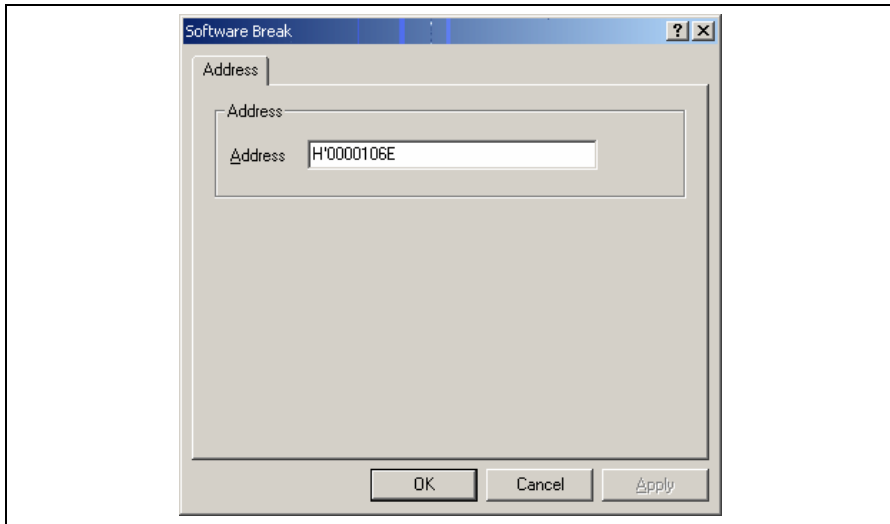 Software Break
Address
Address
Address H'0000106E
OK Cancel Apply